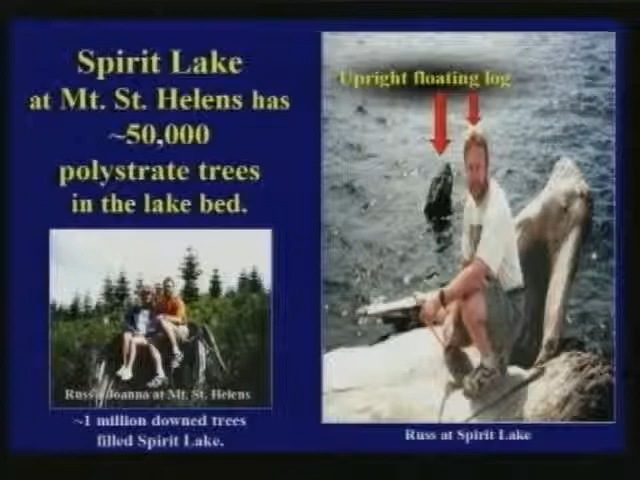 Spirit Lake
at Mt. St. Helens has
~50,000
polystrate trees
in the lake bed.
Russ & Joanna at Mt. St. Helens
~1 million downed trees
filled Spirit Lake.
Upright floating log
Russ at Spirit Lake